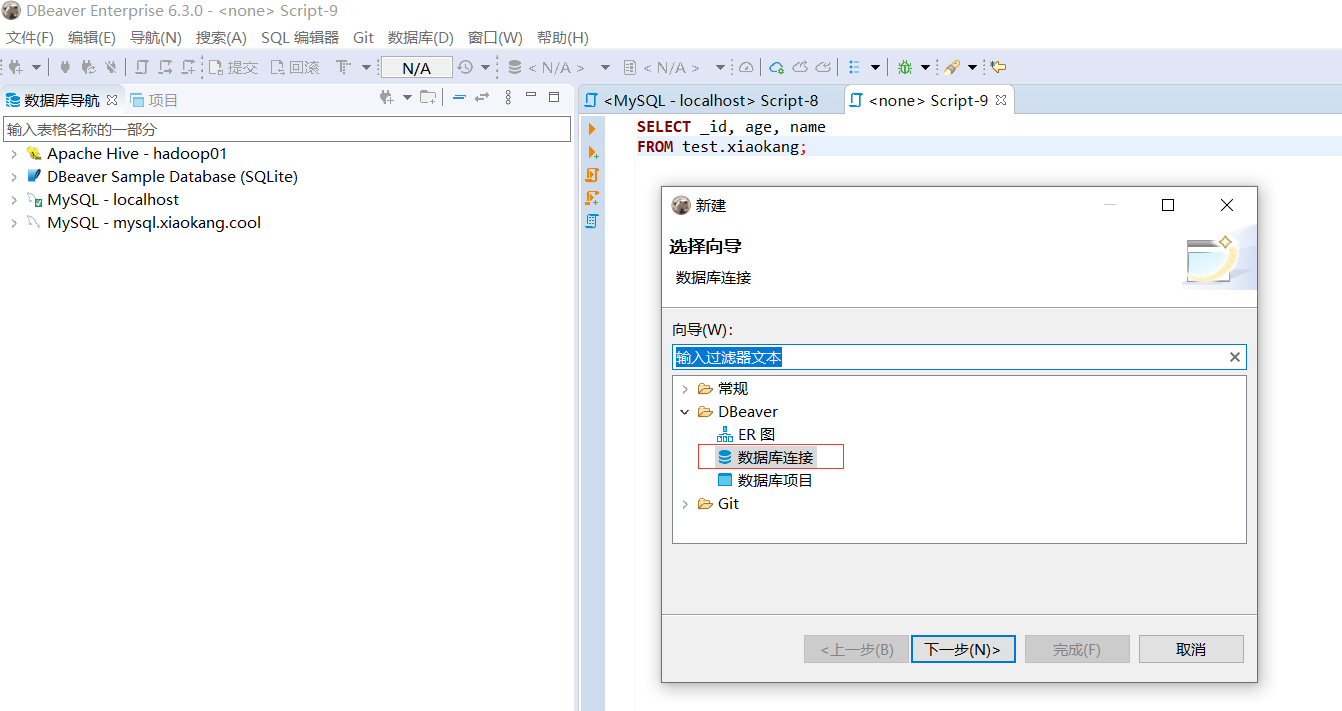 DBeaver Enterprise 6.3.0 - <none> Script-9
文件(F) 编辑(E) 导航(N) 搜索(A) SQL 编辑器 Git 数据库(D) 窗口(W) 帮助(H)
提交 回滚 N/A < N/A > < N/A >
数据库导航 项目
输入表格名称的一部分
Apache Hive - hadoop01
DBeaver Sample Database (SQLite)
MySQL - localhost
MySQL - mysql.xiaokang.cool
<MySQL - localhost> Script-8 <none> Script-9
SELECT _id, age, name
FROM test.xiaokang;
新建
选择向导
数据库连接
向导(W):
输入过滤器文本
常规
DBeaver
ER 图
数据库连接
数据库项目
Git
<上一步(B) 下一步(N)> 完成(F) 取消